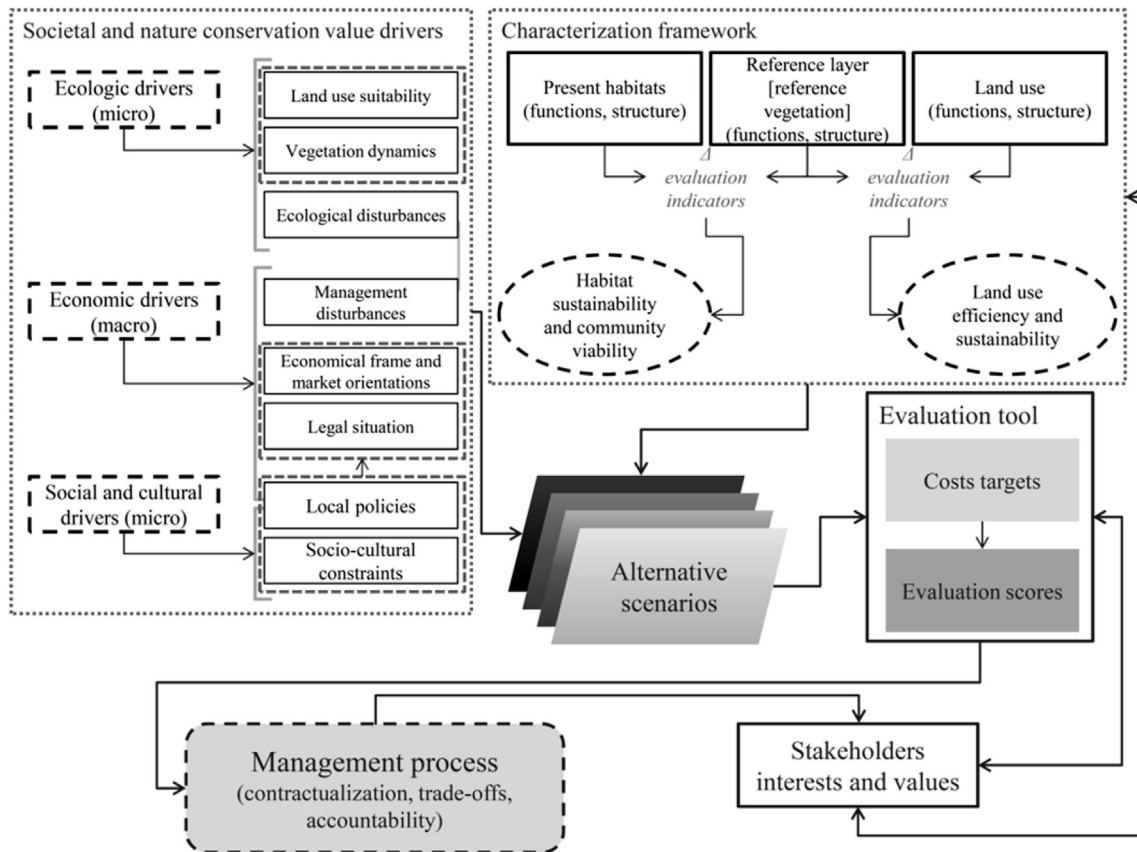 Societal and nature conservation value drivers
Ecologic drivers
(micro)
Land use suitability
Vegetation dynamics
Ecological disturbances
Economic drivers
(macro)
Management
disturbances
Economical frame and
market orientations
Legal situation
Social and cultural
drivers (micro)
Local policies
Socio-cultural
constraints
Characterization framework
Present habitats
(functions, structure)
Reference layer
[reference
vegetation]
(functions, structure)
Land use
(functions, structure)
Δ
evaluation
indicators
Δ
evaluation
indicators
Habitat
sustainability
and community
viability
Land use
efficiency and
sustainability
Alternative
scenarios
Evaluation tool
Costs targets
Evaluation scores
Management process
(contractualization, trade-offs,
accountability)
Stakeholders
interests and values